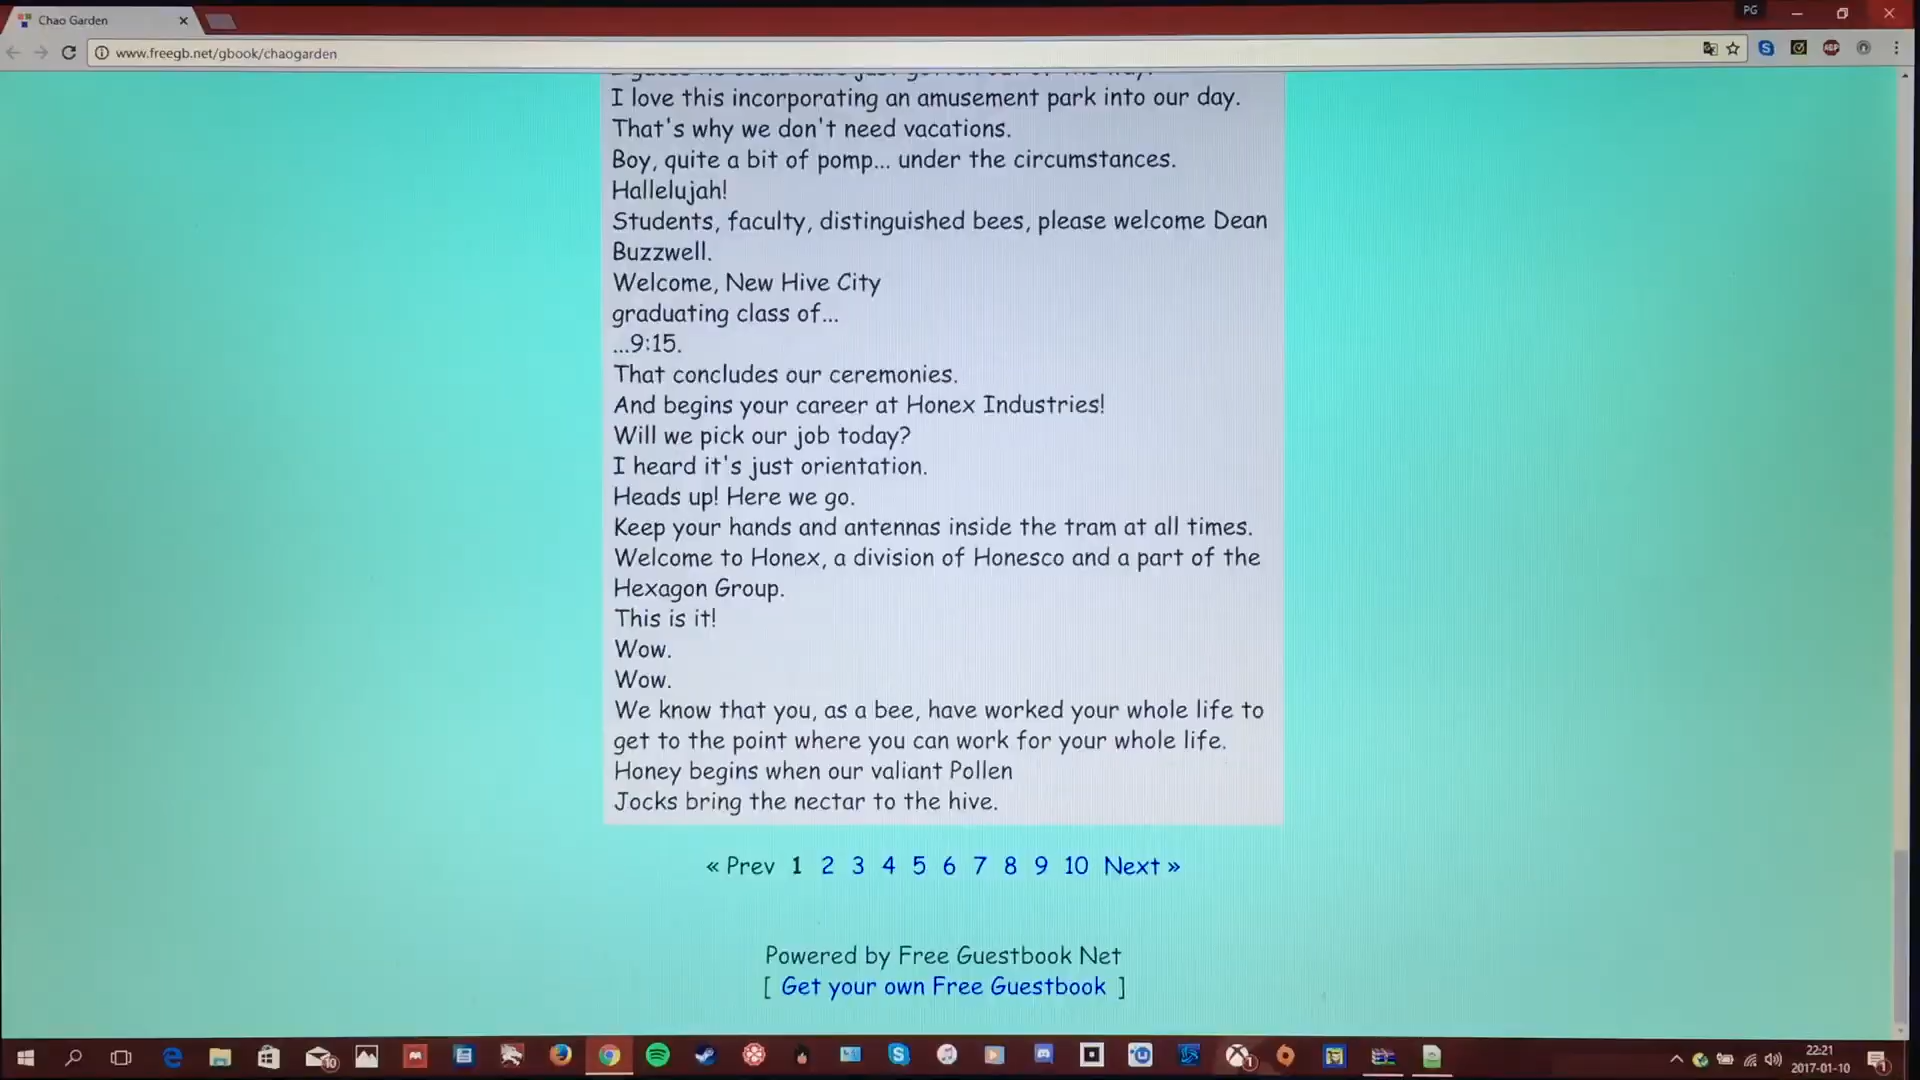 Chao Garden
PG
www.freegb.net/gbook/chaogarden
I love this incorporating an amusement park into our day.
That's why we don't need vacations.
Boy, quite a bit of pomp... under the circumstances.
Hallelujah!
Students, faculty, distinguished bees, please welcome Dean
Buzzwell.
Welcome, New Hive City
graduating class of...
...9:15.
That concludes our ceremonies.
And begins your career at Honex Industries!
Will we pick our job today?
I heard it's just orientation.
Heads up! Here we go.
Keep your hands and antennas inside the tram at all times.
Welcome to Honex, a division of Honesco and a part of the
Hexagon Group.
This is it!
Wow.
Wow.
We know that you, as a bee, have worked your whole life to
get to the point where you can work for your whole life.
Honey begins when our valiant Pollen
Jocks bring the nectar to the hive.
« Prev 1 2 3 4 5 6 7 8 9 10 Next »
Powered by Free Guestbook Net
[ Get your own Free Guestbook ]
22:21
2017-01-10